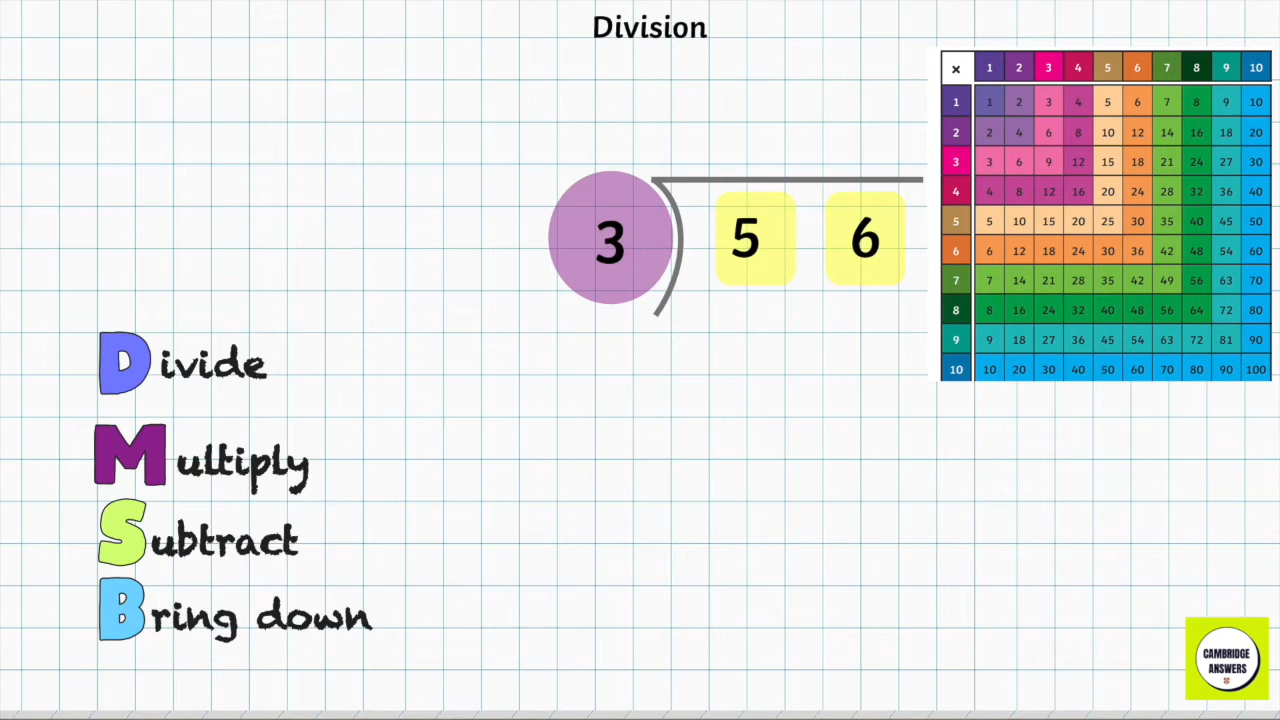 Division
3 5 6
Divide
Multiply
Subtract
Bring down
× 1 2 3 4 5 6 7 8 9 10
1 1 2 3 4 5 6 7 8 9 10
2 2 4 6 8 10 12 14 16 18 20
3 3 6 9 12 15 18 21 24 27 30
4 4 8 12 16 20 24 28 32 36 40
5 5 10 15 20 25 30 35 40 45 50
6 6 12 18 24 30 36 42 48 54 60
7 7 14 21 28 35 42 49 56 63 70
8 8 16 24 32 40 48 56 64 72 80
9 9 18 27 36 45 54 63 72 81 90
10 10 20 30 40 50 60 70 80 90 100
CAMBRIDGE
ANSWERS